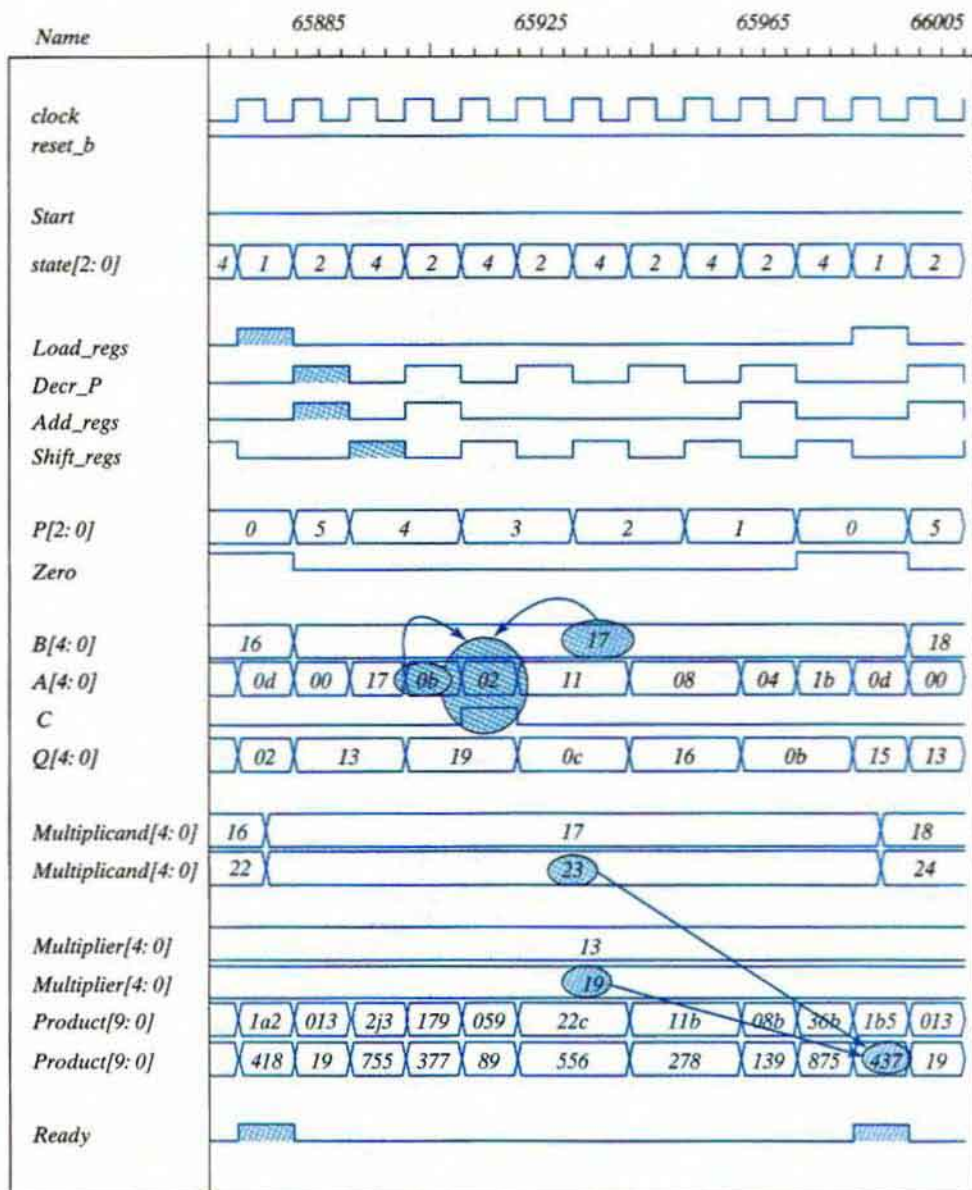 Name 65885 65925 65965 66005
clock
reset_b
Start
state[2: 0] 4 1 2 4 2 4 2 4 2 4 2 4 1 2
Load_regs
Decr_P
Add_regs
Shift_regs
P[2: 0] 0 5 4 3 2 1 0 5
Zero
B[4: 0] 16 17 18
A[4: 0] 0d 00 17 0b 02 11 08 04 1b 0d 00
C
Q[4: 0] 02 13 19 0c 16 0b 15 13
Multiplicand[4: 0] 16 17 18
Multiplicand[4: 0] 22 23 24
Multiplier[4: 0] 13
Multiplier[4: 0] 19
Product[9: 0] 1a2 013 2j3 179 059 22c 11b 08b 36b 1b5 013
Product[9: 0] 418 19 755 377 89 556 278 139 875 437 19
Ready